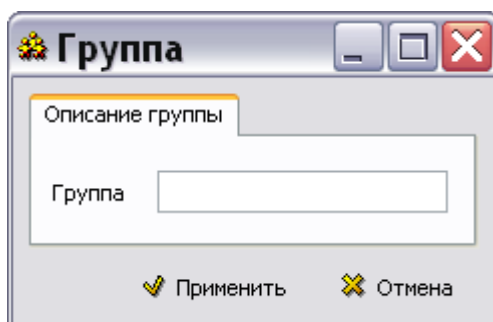 Группа
Описание группы
Группа
Применить Отмена